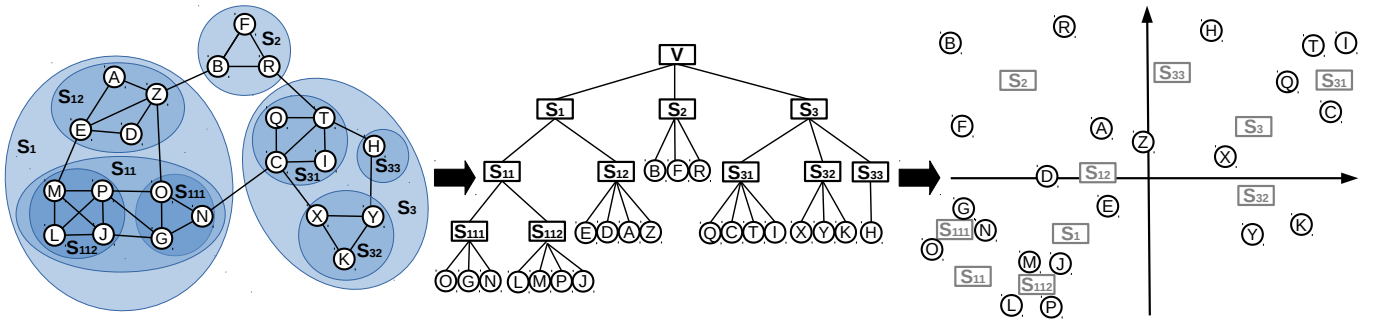 F
S2
B R
A
S12 Z
E D
S1
S11
M P O S111
N
L J G
S112
Q T
H
C I S33
S31
X Y S3
K S32
V
S1 S2 S3
B F R
S11 S12 S31 S32 S33
S111 S112 E D A Z Q C T I X Y K H
O G N L M P J
R H
B T I
S2 S33 Q S31
C
F A Z S3
X
D S12
G E S32
S111 N S1 Y K
O
M J
S11 S112
L P